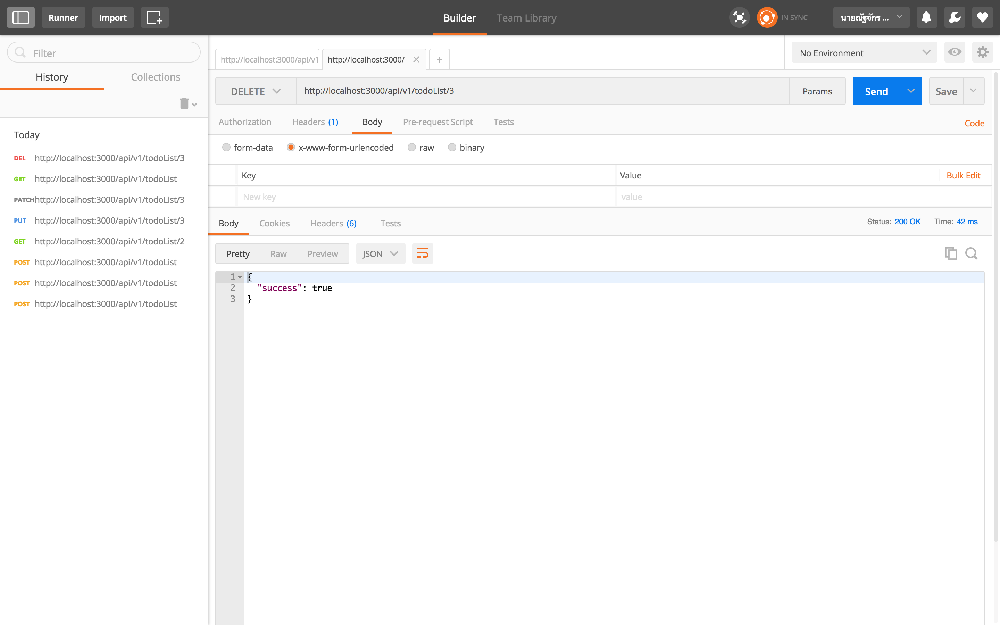 Runner Import Builder Team Library IN SYNC นายณัฐจักร ...
Filter
History Collections
Today
DEL http://localhost:3000/api/v1/todoList/3
GET http://localhost:3000/api/v1/todoList
PATCH http://localhost:3000/api/v1/todoList/3
PUT http://localhost:3000/api/v1/todoList/3
GET http://localhost:3000/api/v1/todoList/2
POST http://localhost:3000/api/v1/todoList
POST http://localhost:3000/api/v1/todoList
POST http://localhost:3000/api/v1/todoList
http://localhost:3000/api/v1 http://localhost:3000/ No Environment
DELETE http://localhost:3000/api/v1/todoList/3 Params Send Save
Authorization Headers (1) Body Pre-request Script Tests Code
form-data x-www-form-urlencoded raw binary
Key Value Bulk Edit
New key value
Body Cookies Headers (6) Tests Status: 200 OK Time: 42 ms
Pretty Raw Preview JSON
1 {
2 "success": true
3 }